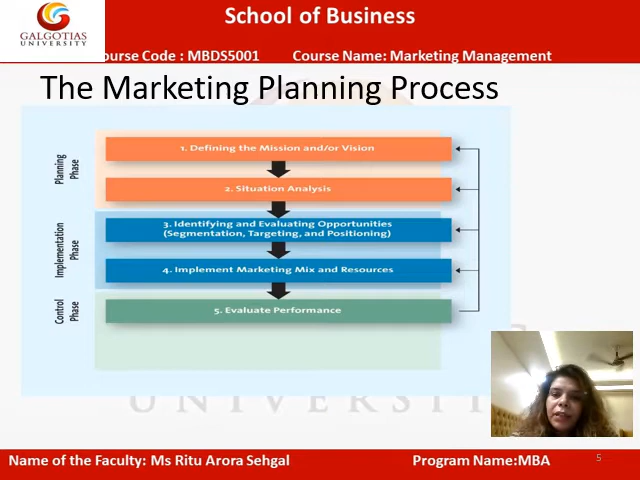 School of Business
GALGOTIAS
UNIVERSITY
ourse Code : MBDS5001
Course Name: Marketing Management
The Marketing Planning Process
Planning
Phase
1. Defining the Mission and/or Vision
2. Situation Analysis
Implementation
Phase
3. Identifying and Evaluating Opportunities
(Segmentation, Targeting, and Positioning)
4. Implement Marketing Mix and Resources
Control
Phase
5. Evaluate Performance
UNIVERSIT
Name of the Faculty: Ms Ritu Arora Sehgal
Program Name:MBA
5